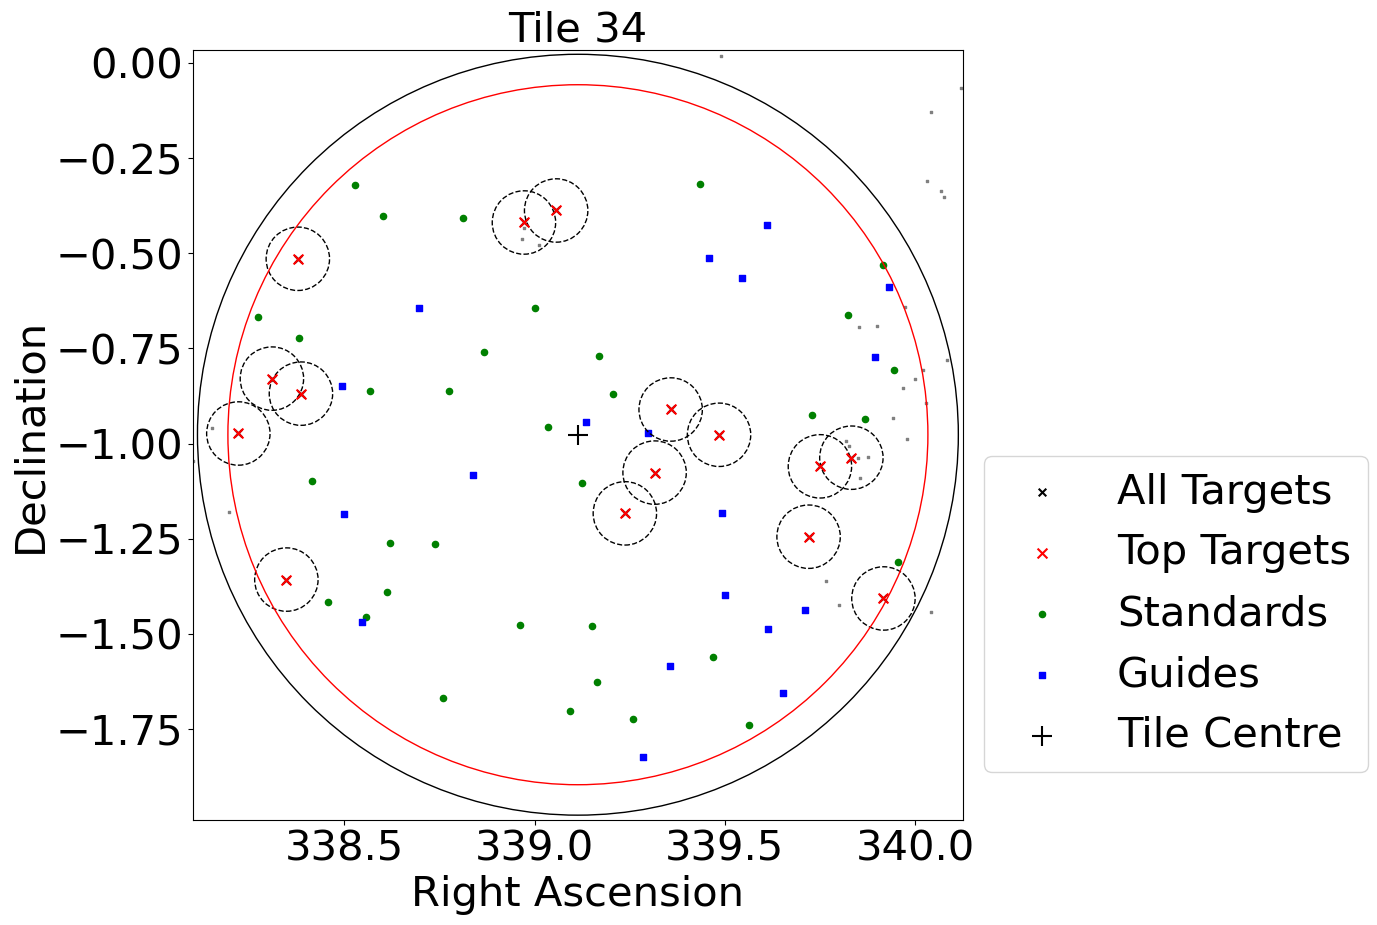 Tile 34
0.00
−0.25
−0.50
−0.75
−1.00
−1.25
−1.50
−1.75
Declination
338.5 339.0 339.5 340.0
Right Ascension
All Targets
Top Targets
Standards
Guides
Tile Centre